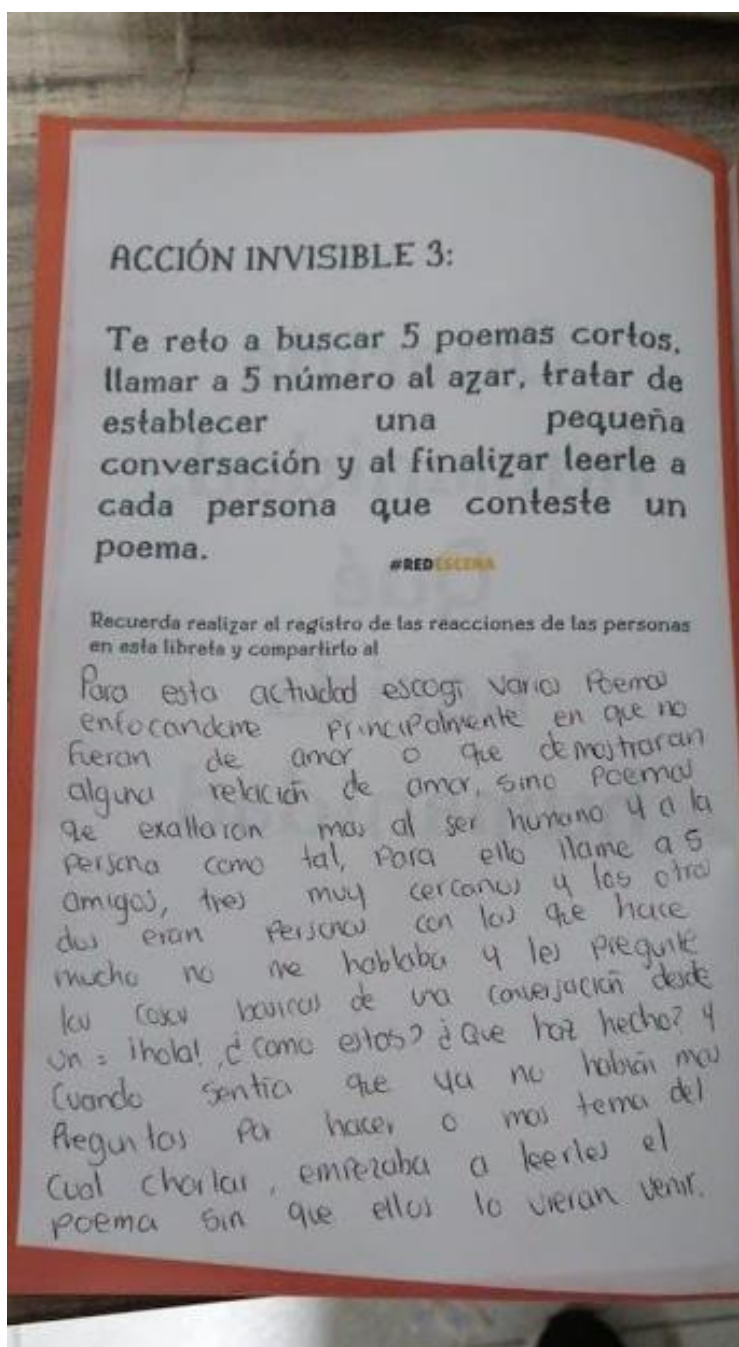 ACCIÓN INVISIBLE 3:
Te reto a buscar 5 poemas cortos,
llamar a 5 número al azar, tratar de
establecer una pequeña
conversación y al finalizar leerle a
cada persona que conteste un
poema.
#REDESCENA
Recuerda realizar el registro de las reacciones de las personas
en esta libreta y compartirlo al
Para esta actividad escogi varios Poemas
enfocandome principalmente en que no
fueran de amor o que demostraran
alguna relación de amor, sino Poemas
que exaltaron mas al ser humano y a la
Persona como tal, Para ello llame a 5
amigos, tres muy cercanos y los otros
dos eran Personas con las que hace
mucho no me hablaba y les pregunte
las cosas basicas de una conversación desde
un = ¡hola!, ¿como estas? ¿Que haz hecho? y
Cuando sentia que ya no habián mas
Preguntas Por hacer o mas tema del
Cual charlar, empezaba a leerles el
poema sin que ellos lo vieran venir.